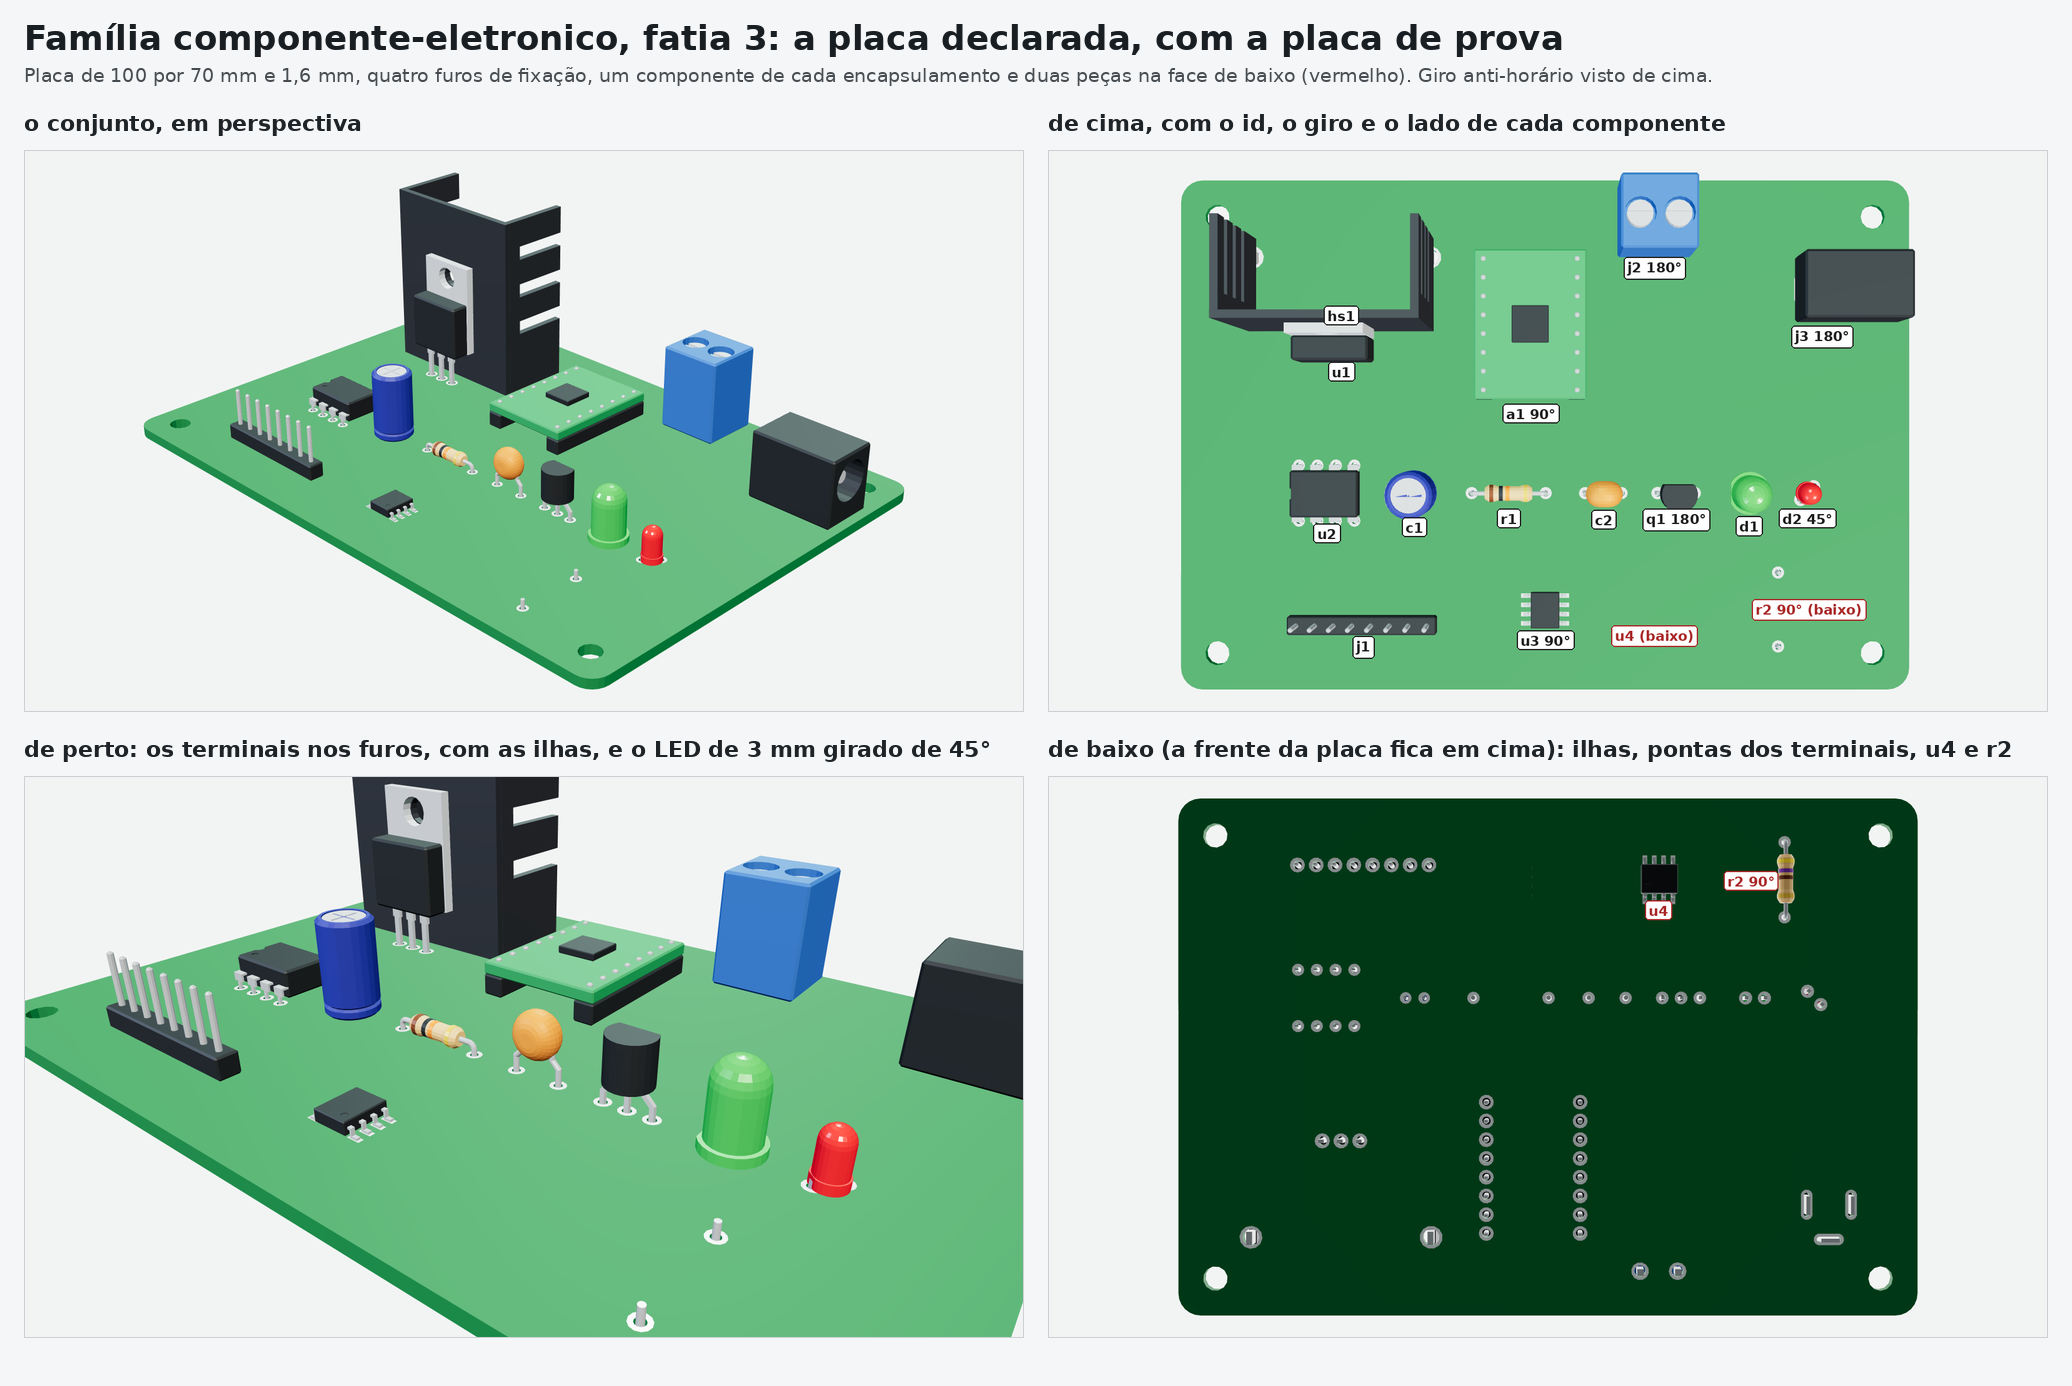 Família componente-eletronico, fatia 3: a placa declarada, com a placa de prova
Placa de 100 por 70 mm e 1,6 mm, quatro furos de fixação, um componente de cada encapsulamento e duas peças na face de baixo (vermelho). Giro anti-horário visto de cima.
o conjunto, em perspectiva
de cima, com o id, o giro e o lado de cada componente
j2 180°
hs1
j3 180°
u1
a1 90°
u2
c1
r1
c2
q1 180°
d1
d2 45°
r2 90° (baixo)
u4 (baixo)
u3 90°
j1
de perto: os terminais nos furos, com as ilhas, e o LED de 3 mm girado de 45°
de baixo (a frente da placa fica em cima): ilhas, pontas dos terminais, u4 e r2
r2 90°
u4